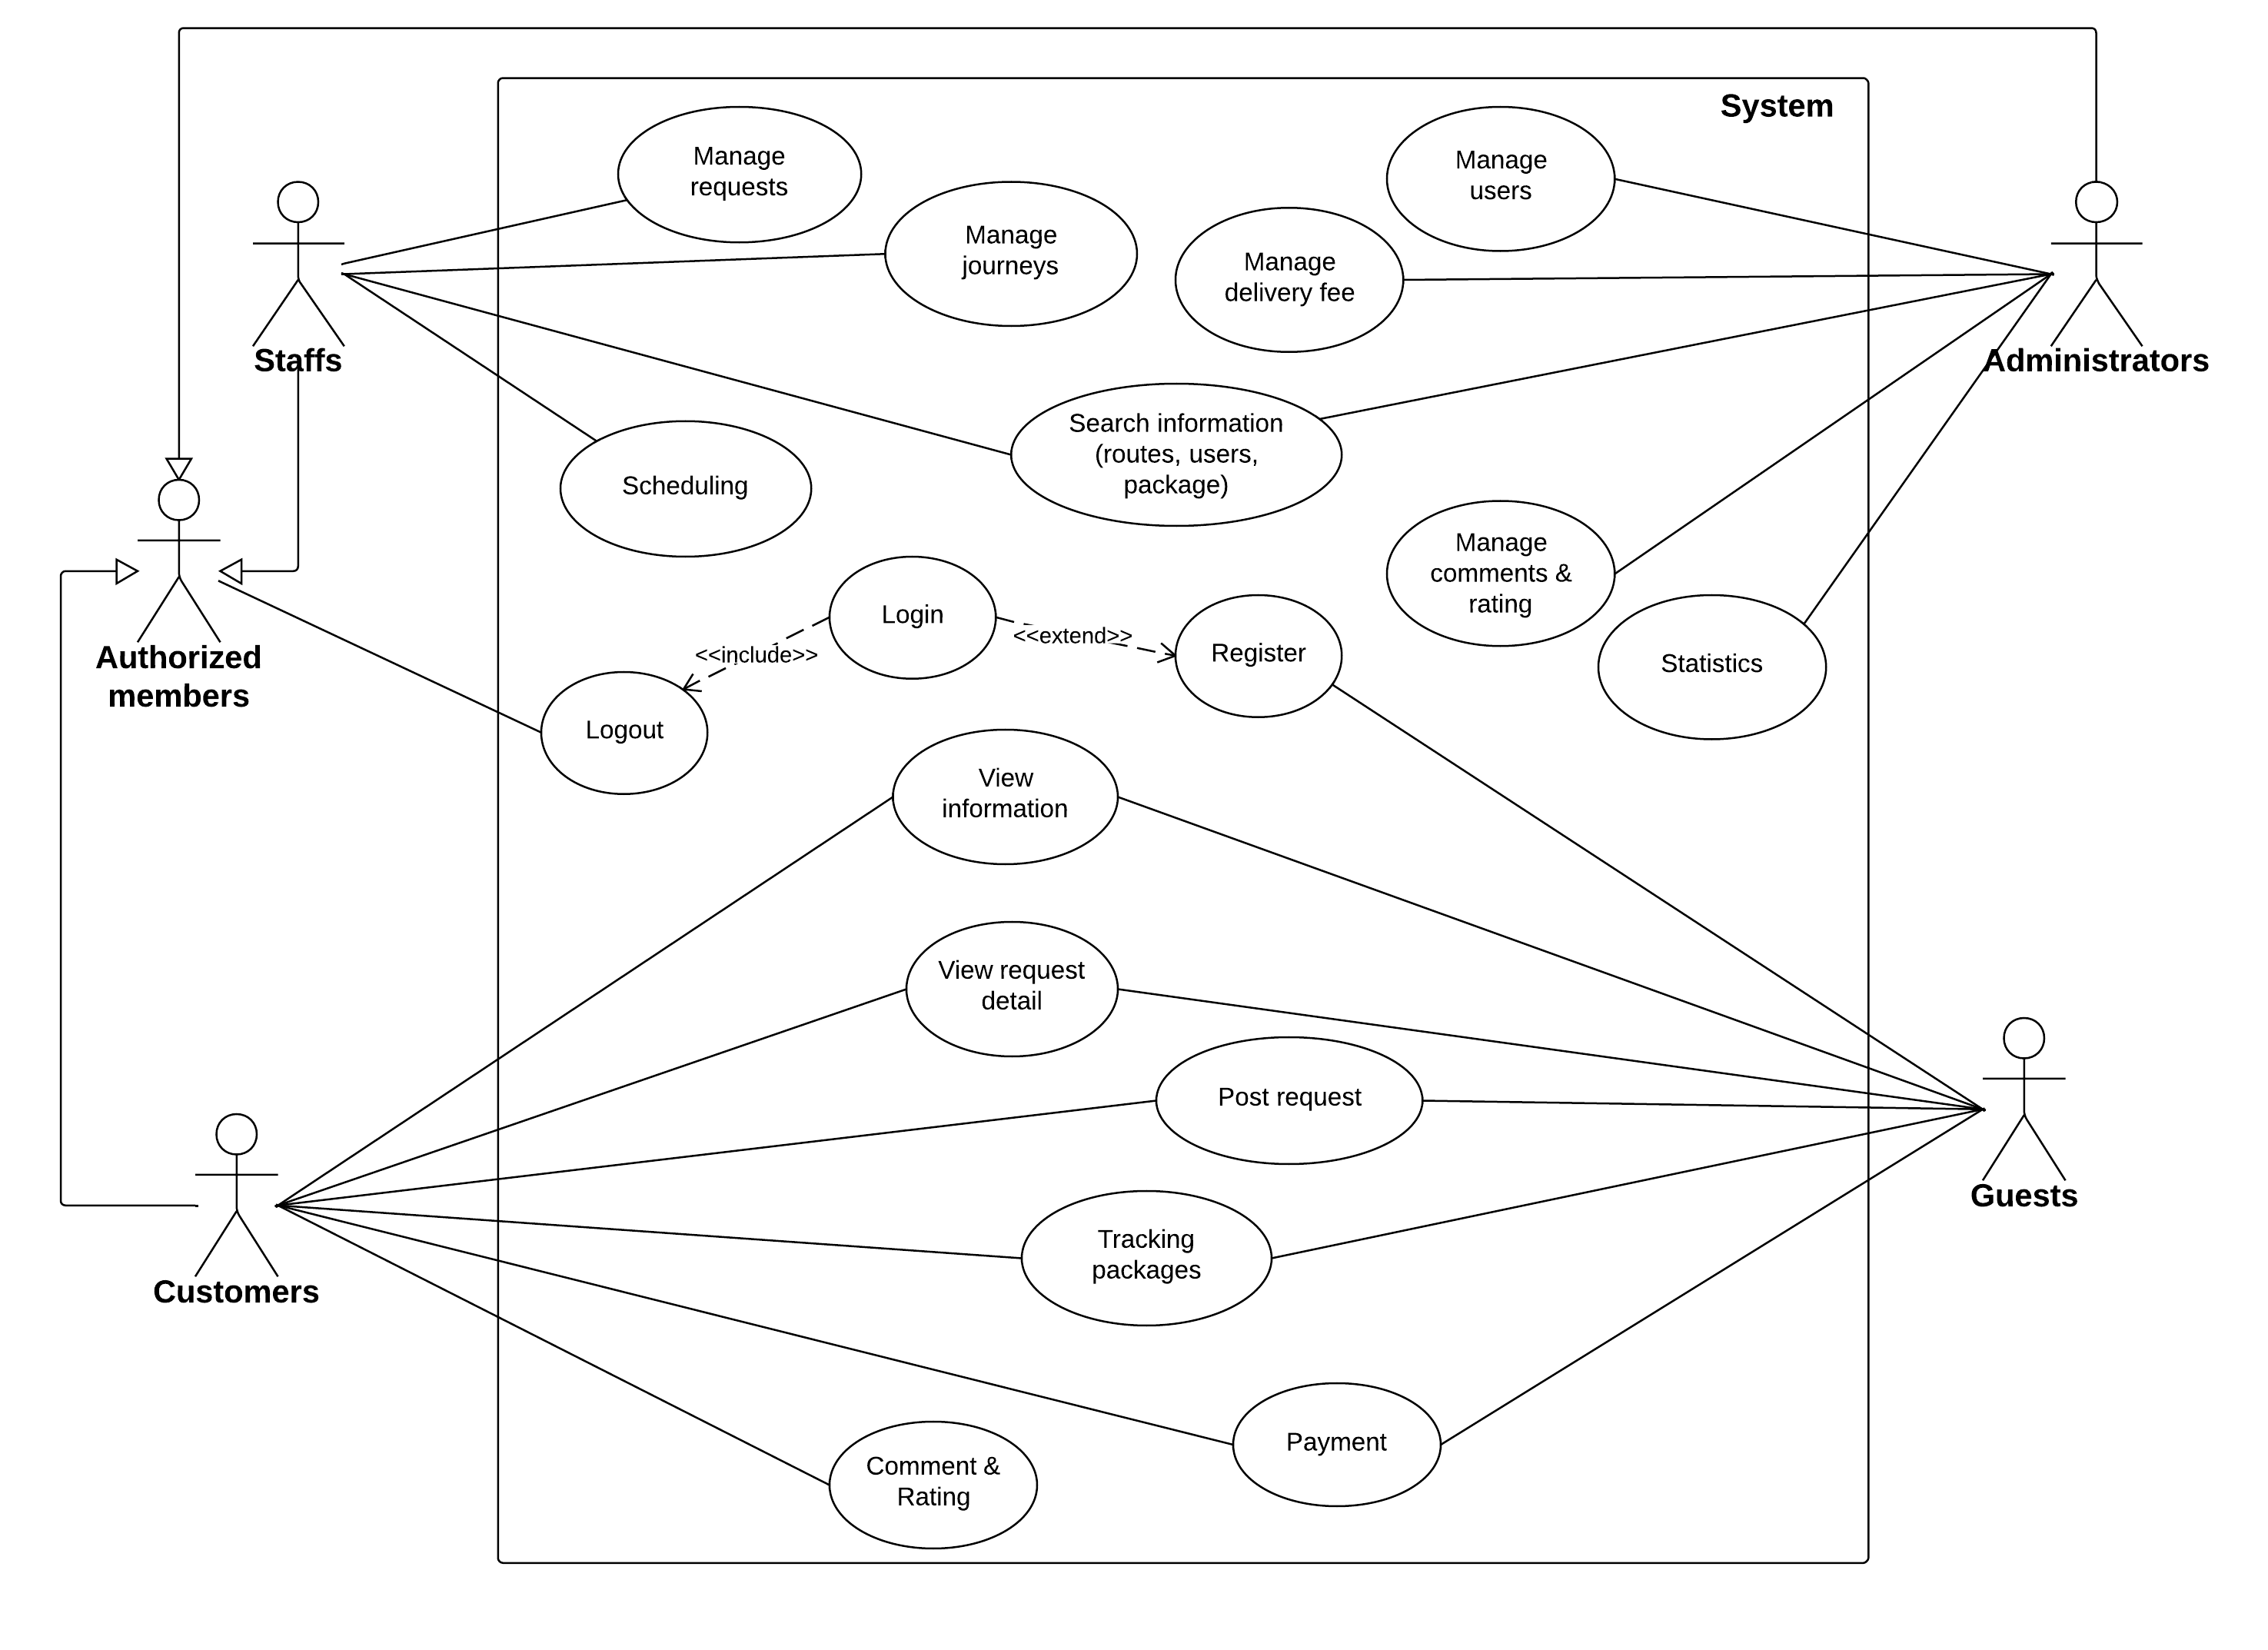 System
Manage
requests
Manage
users
Manage
journeys
Manage
delivery fee
Staffs
Administrators
Search information
(routes, users,
package)
Scheduling
Manage
comments &
rating
Login
<<extend>>
Register
<<include>>
Statistics
Authorized
members
Logout
View
information
View request
detail
Post request
Guests
Tracking
packages
Customers
Payment
Comment &
Rating